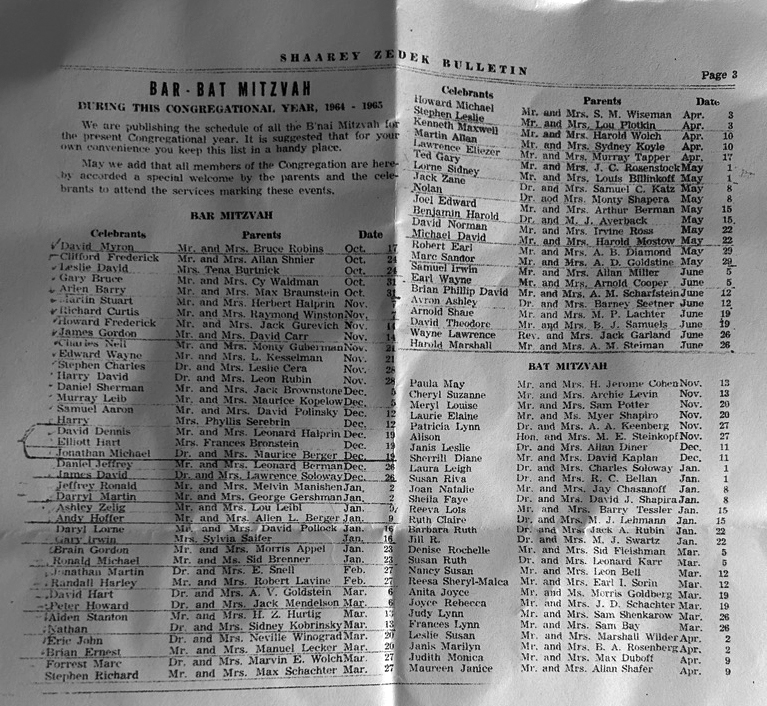 SHAAREY ZEDEK BULLETIN
Page 3
BAR - BAT MITZVAH
DURING THIS CONGREGATIONAL YEAR, 1964 - 1965
We are publishing the schedule of all the B'nai Mitzvah for
the present Congregational year. It is suggested that for your
own convenience you keep this list in a handy place.
May we add that all members of the Congregation are here-
by accorded a special welcome by the parents and the cele-
brants to attend the services marking these events.
BAR MITZVAH
Celebrants Parents Date
David Myron Mr. and Mrs. Bruce Robins Oct. 17
Clifford Frederick Mr. and Mrs. Allan Shnier Oct. 24
Leslie David Mrs. Tena Burtnick Oct. 24
Gary Bruce Mr. and Mrs. Cy Waldman Oct. 31
Arlen Barry Mr. and Mrs. Max Braunstein Oct. 31
Martin Stuart Mr. and Mrs. Herbert Halprin Nov.
Richard Curtis Mr. and Mrs. Raymond Winston Nov. 7
Howard Frederick Mr. and Mrs. Jack Gurevich Nov. 14
James Gordon Mr. and Mrs. David Carr Nov. 14
Charles Neil Mr. and Mrs. Monty Guberman Nov. 21
Edward Wayne Mr. and Mrs. L. Kesselman Nov. 21
Stephen Charles Dr. and Mrs. Leslie Cera Nov. 28
Harry David Dr. and Mrs. Leon Rubin Nov. 28
Daniel Sherman Mr. and Mrs. Jack Brownstone Dec. 5
Murray Leib Mr. and Mrs. Maurice Kopelow Dec. 5
Samuel Aaron Mr. and Mrs. David Polinsky Dec. 12
Harry Mrs. Phyllis Serebrin Dec. 12
David Dennis Mr. and Mrs. Leonard Halprin Dec. 19
Elliott Hart Mrs. Frances Bronstein Dec. 19
Jonathan Michael Dr. and Mrs. Maurice Berger Dec. 19
Daniel Jeffrey Mr. and Mrs. Leonard Berman Dec. 26
James David Dr. and Mrs. Lawrence Soloway Dec. 26
Jeffrey Ronald Mr. and Mrs. Melvin Manishen Jan. 2
Darryl Martin Mr. and Mrs. George Gershman Jan. 2
Ashley Zelig Mr. and Mrs. Lou Leibl Jan. 9
Andy Hoffer Mr. and Mrs. Allen L. Berger Jan. 9
Daryl Lorne Mr. and Mrs. David Pollock Jan. 16
Gary Irwin Mrs. Sylvia Saifer Jan. 16
Brain Gordon Mr. and Mrs. Morris Appel Jan. 23
Ronald Michael Mr. and Mrs. Sid Brenner Jan. 23
Jonathan Martin Dr. and Mrs. E. Snell Feb. 27
Randall Harley Mr. and Mrs. Robert Lavine Feb. 27
David Hart Dr. and Mrs. A. V. Goldstein Mar. 6
Peter Howard Dr. and Mrs. Jack Mendelson Mar. 6
Aiden Stanton Mr. and Mrs. H. Z. Hurtig Mar. 13
Nathan Dr. and Mrs. Sidney Kobrinsky Mar. 13
Eric John Dr. and Mrs. Neville Winograd Mar. 20
Brian Ernest Mr. and Mrs. Manuel Lecker Mar. 20
Forrest Marc Dr. and Mrs. Marvin E. Wolch Mar. 27
Stephen Richard Mr. and Mrs. Max Schachter Mar. 27
Celebrants Parents Date
Howard Michael Mr. and Mrs. S. M. Wiseman Apr. 3
Stephen Leslie Mr. and Mrs. Lou Plotkin Apr. 3
Kenneth Maxwell Mr. and Mrs. Harold Wolch Apr. 10
Martin Allan Mr. and Mrs. Sydney Koyle Apr. 10
Lawrence Eliezer Mr. and Mrs. Murray Tapper Apr. 17
Ted Gary Mr. and Mrs. J. C. Rosenstock May 1
Lorne Sidney Mr. and Mrs. Louis Billinkoff May 1
Jack Zane Dr. and Mrs. Samuel C. Katz May 8
Nolan Dr. and Mrs. Monty Shapera May 8
Joel Edward Mr. and Mrs. Arthur Berman May 15
Benjamin Harold Dr. and M. J. Averback May 15
David Norman Mr. and Mrs. Irvine Ross May 22
Michael David Mr. and Mrs. Harold Mostow May 22
Robert Earl Mr. and Mrs. A. B. Diamond May 29
Marc Sandor Mr. and Mrs. A. D. Goldstine May 29
Samuel Irwin Mr. and Mrs. Allan Miller June 5
Earl Wayne Mr. and Mrs. Arnold Cooper June 5
Brian Phillip David Mr. and Mrs. A. M. Scharfstein June 12
Avron Ashley Dr. and Mrs. Barney Seetner June 12
Arnold Shaue Mr. and Mrs. M. P. Lachter June 19
David Theodore Mr. and Mrs. B. J. Samuels June 19
Wayne Lawrence Rev. and Mrs. Jack Garland June 26
Harold Marshall Mr. and Mrs. A. M. Steiman June 26
BAT MITZVAH
Paula May Mr. and Mrs. H. Jerome Cohen Nov. 13
Cheryl Suzanne Mr. and Mrs. Archie Levin Nov. 13
Meryl Louise Mr. and Mrs. Sam Potter Nov. 20
Laurie Elaine Mr. and Mrs. Myer Shapiro Nov. 20
Patricia Lynn Dr. and Mrs. A. A. Keenberg Nov. 27
Alison Hon. and Mrs. M. E. Steinkopf Nov. 27
Janis Leslie Dr. and Mrs. Allan Diner Dec. 11
Sherrill Diane Mr. and Mrs. David Kaplan Dec. 11
Laura Leigh Dr. and Mrs. Charles Soloway Jan. 1
Susan Riva Dr. and Mrs. R. C. Bellan Jan. 1
Joan Natalie Mr. and Mrs. Jay Chasanoff Jan. 8
Sheila Faye Dr. and Mrs. David J. Shapira Jan. 8
Reeva Lois Mr. and Mrs. Barry Tessler Jan. 15
Ruth Claire Dr. and Mrs. M. J. Lehmann Jan. 15
Barbara Ruth Dr. and Mrs. Jack A. Rubin Jan. 22
Jill R. Dr. and Mrs. M. J. Swartz Jan. 22
Denise Rochelle Mr. and Mrs. Sid Fleishman Mar. 5
Susan Ruth Dr. and Mrs. Leonard Karr Mar. 5
Nancy Susan Mr. and Mrs. Leon Bell Mar. 12
Reesa Sheryl-Malca Mr. and Mrs. Earl I. Sorin Mar. 12
Anita Joyce Mr. and Ms. Morris Goldberg Mar. 19
Joyce Rebecca Mr. and Mrs. J. D. Schachter Mar. 19
Judy Lynn Mr. and Mrs. Sam Shenkarow Mar. 26
Frances Lynn Mr. and Mrs. Sam Bay Mar. 26
Leslie Susan Mr. and Mrs. Marshall Wilder Apr. 2
Janis Marilyn Mr. and Mrs. B. A. Rosenberg Apr. 2
Judith Monica Mr. and Mrs. Max Duboff Apr. 9
Maureen Janice Mr. and Mrs. Allan Shafer Apr. 9